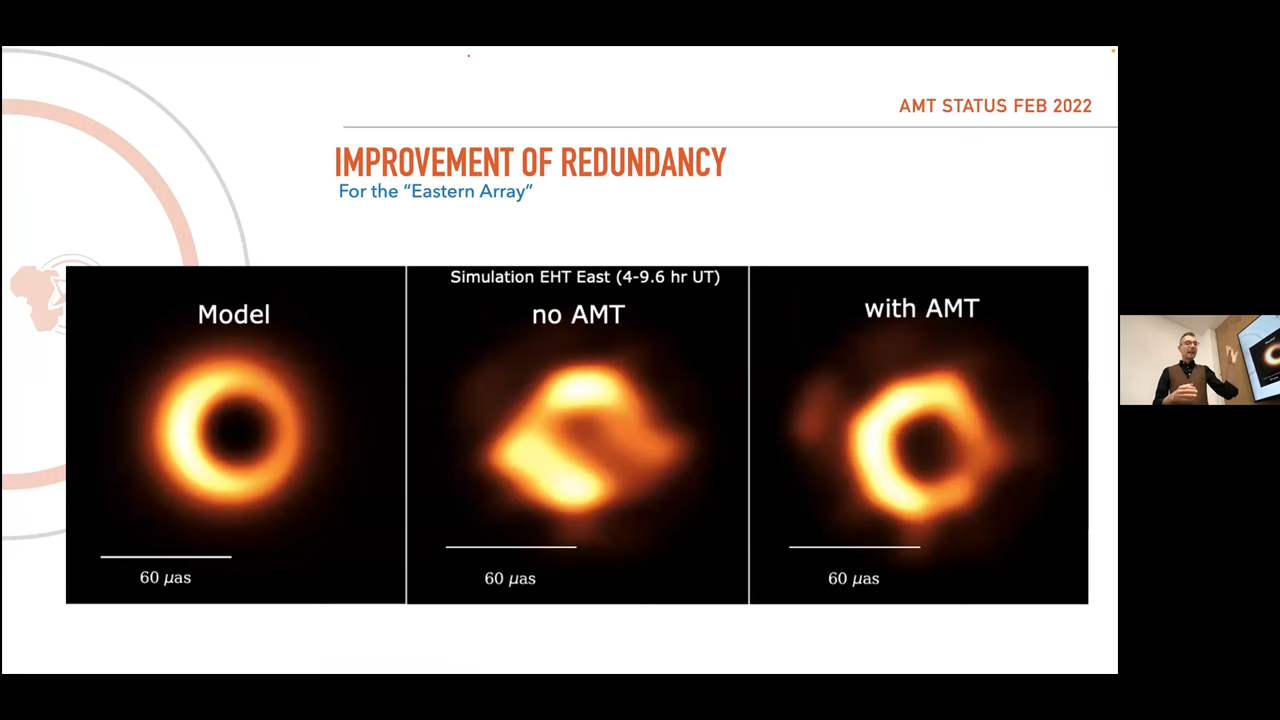 AMT STATUS FEB 2022
IMPROVEMENT OF REDUNDANCY
For the “Eastern Array”
Model
Simulation EHT East (4-9.6 hr UT)
no AMT
with AMT
60 µas
60 µas
60 µas